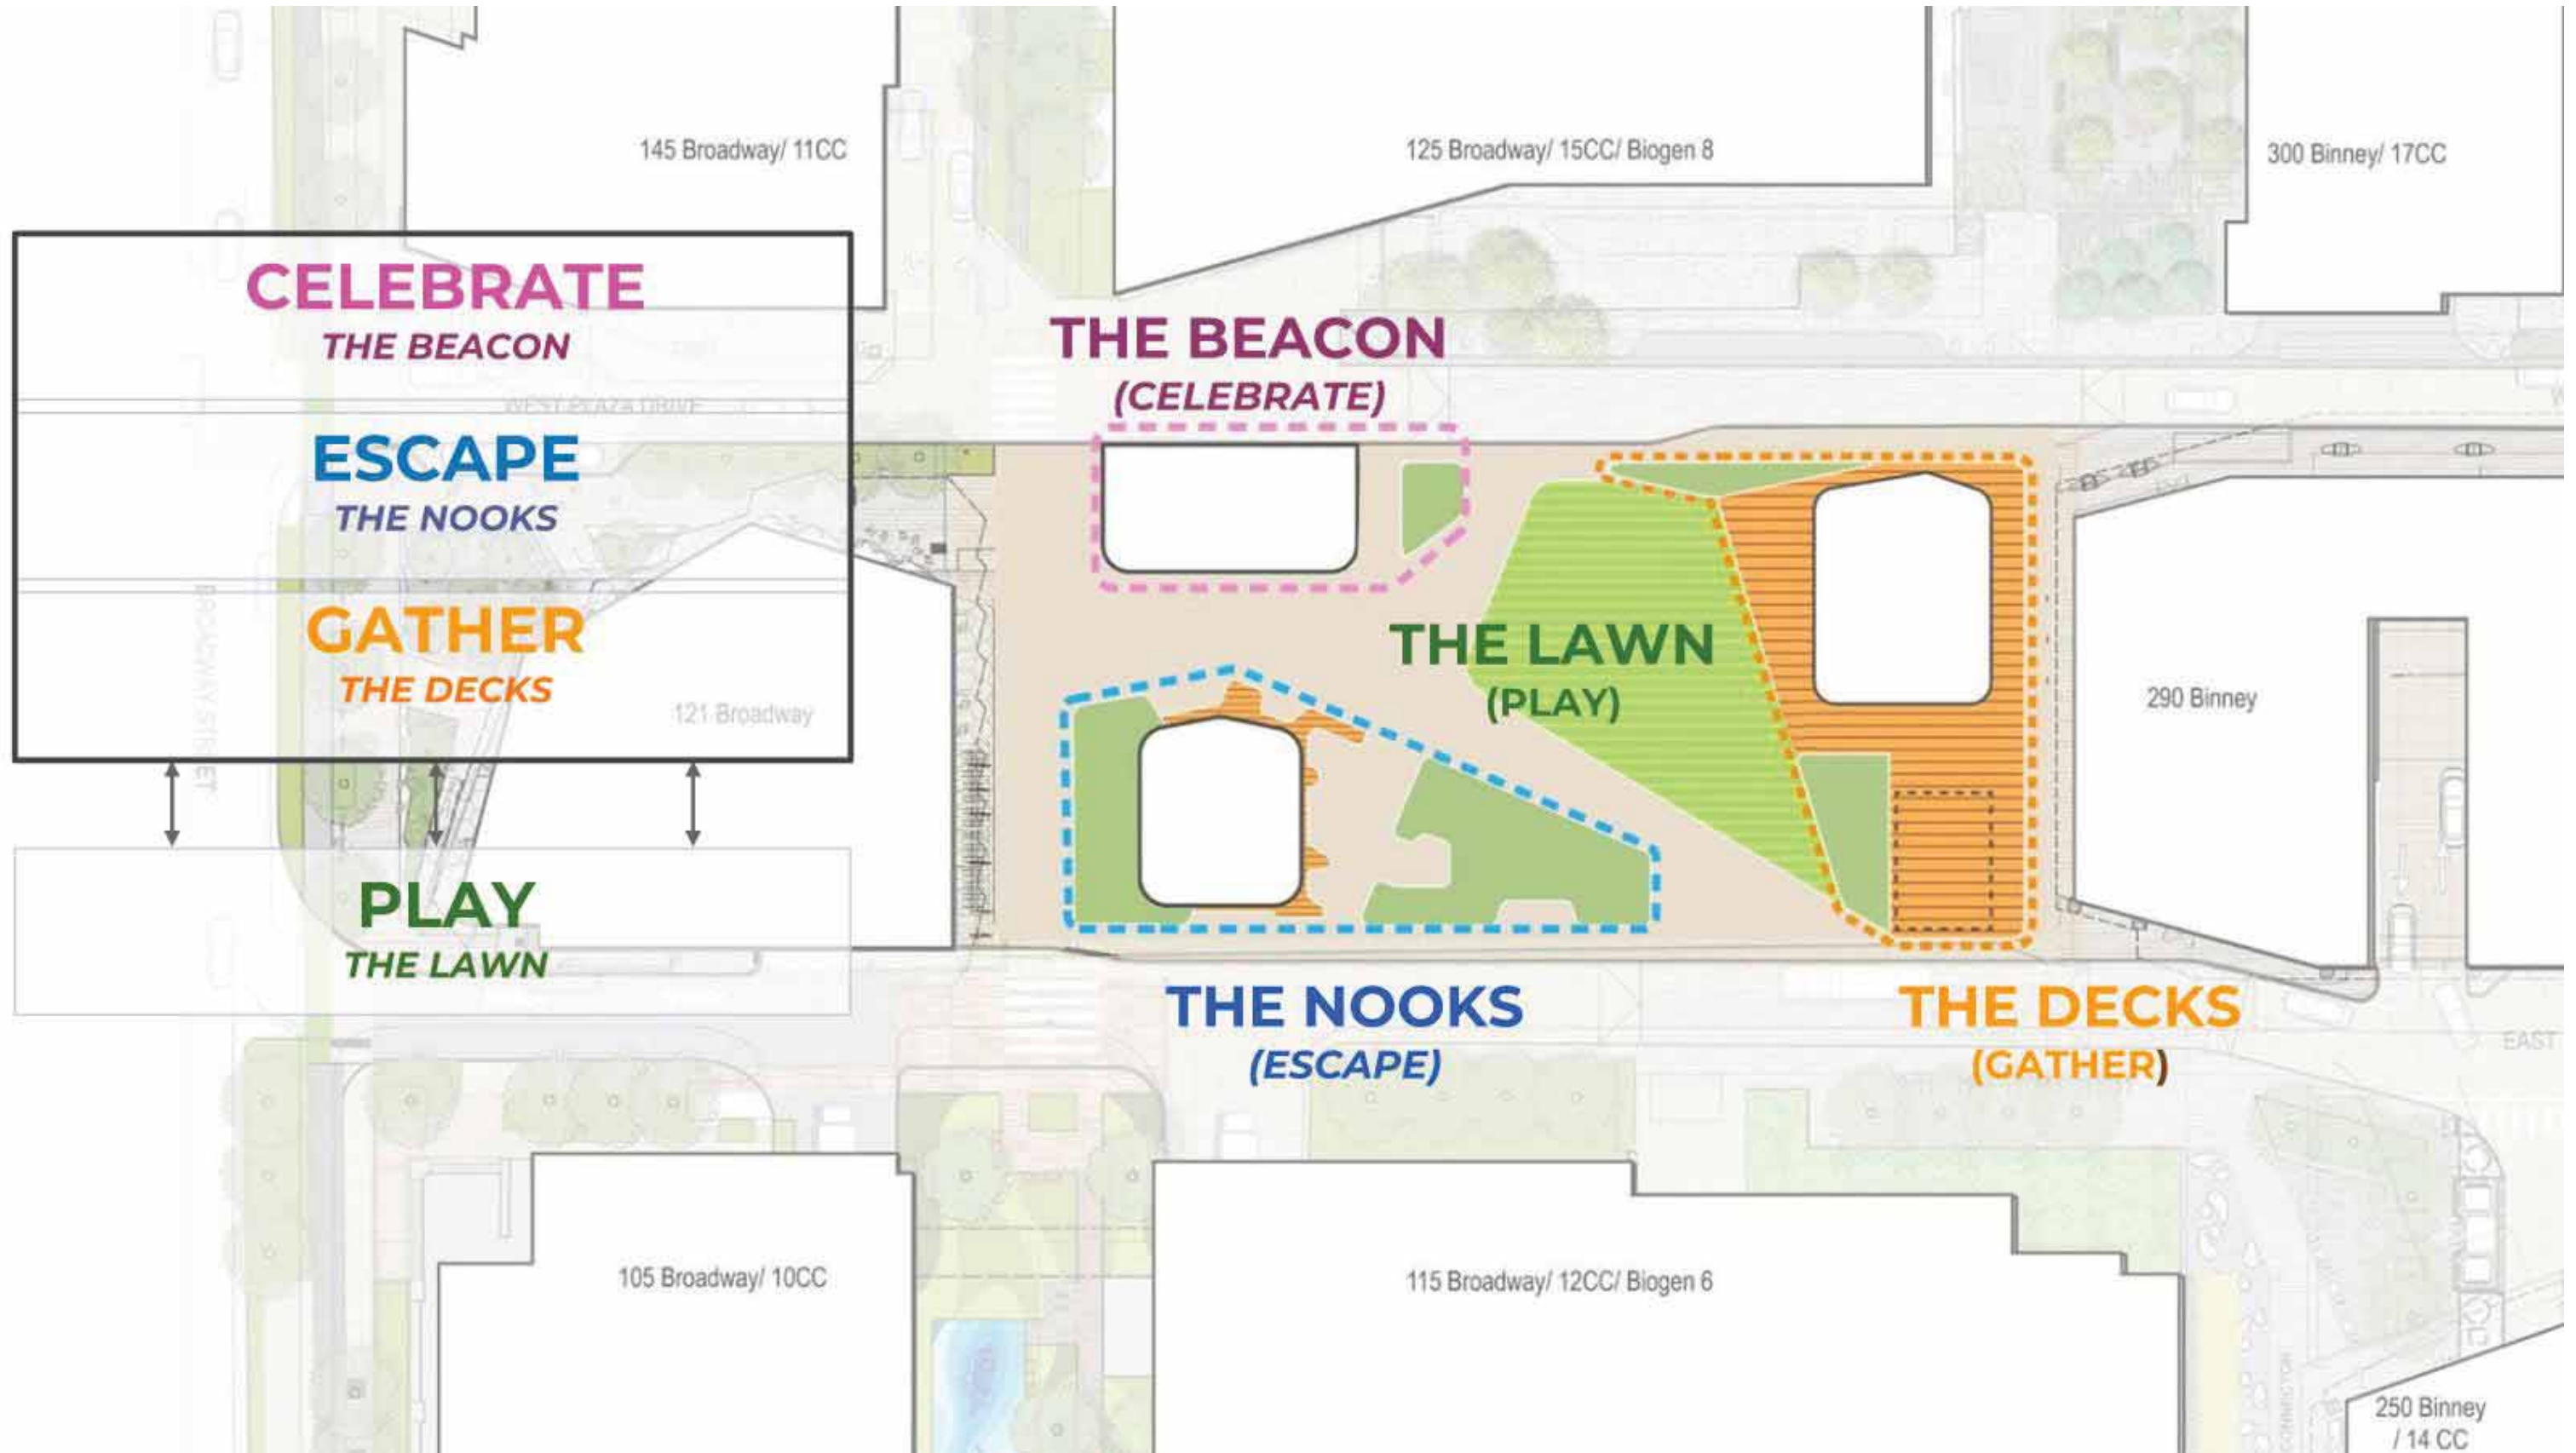 145 Broadway/ 11CC
125 Broadway/ 15CC/ Biogen 8
300 Binney/ 17CC
CELEBRATE
THE BEACON
WEST PLAZA DRIVE
ESCAPE
THE NOOKS
GATHER
THE DECKS
121 Broadway
BROADWAY STREET
PLAY
THE LAWN
THE BEACON
(CELEBRATE)
THE LAWN
(PLAY)
290 Binney
THE NOOKS
(ESCAPE)
THE DECKS
(GATHER)
EAST
105 Broadway/ 10CC
115 Broadway/ 12CC/ Biogen 6
250 Binney
/ 14 CC